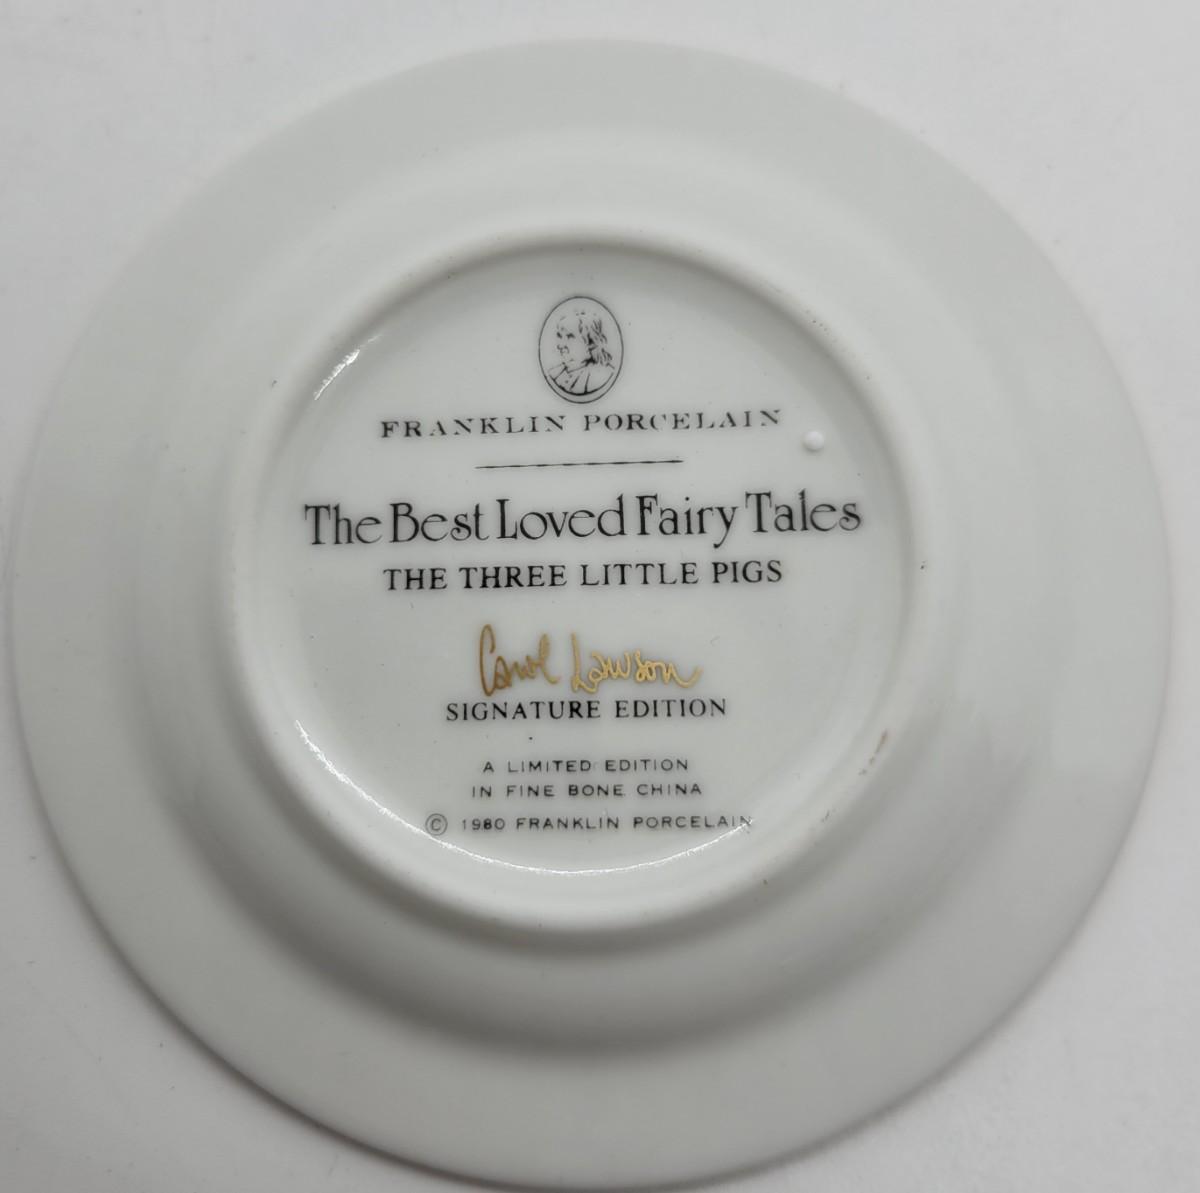 FRANKLIN PORCELAIN
The Best Loved Fairy Tales
THE THREE LITTLE PIGS
Carol Lawson
SIGNATURE EDITION
A LIMITED EDITION
IN FINE BONE CHINA
© 1980 FRANKLIN PORCELAIN